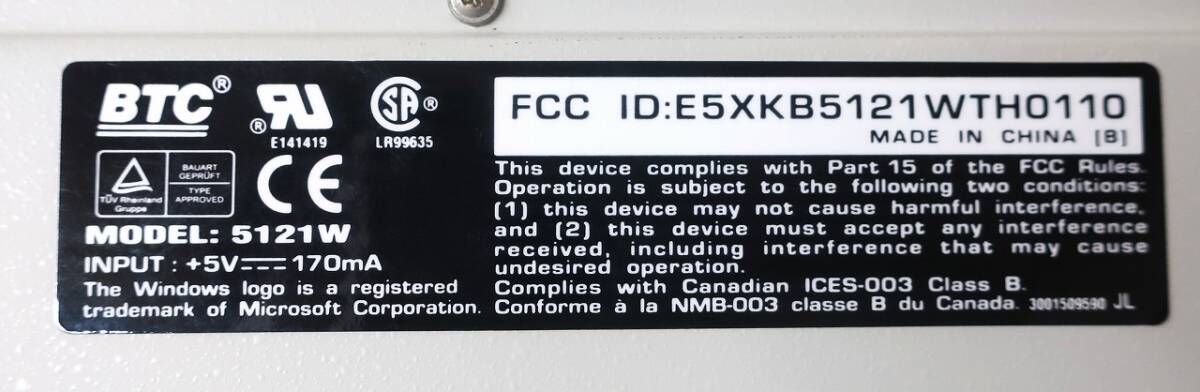 BTC®
®RU
E141419
SA®
LR99635
TÜV Rheinland
Gruppe
BAUART
GEPRÜFT
TYPE
APPROVED
CE
MODEL: 5121W
INPUT : +5V⎓170mA
The Windows logo is a registered
trademark of Microsoft Corporation.
FCC ID:E5XKB5121WTH0110
MADE IN CHINA [B]
This device complies with Part 15 of the FCC Rules.
Operation is subject to the following two conditions:
(1) this device may not cause harmful interference,
and (2) this device must accept any interference
received, including interference that may cause
undesired operation.
Complies with Canadian ICES-003 Class B.
Conforme à la NMB-003 classe B du Canada. 3001509590 JL